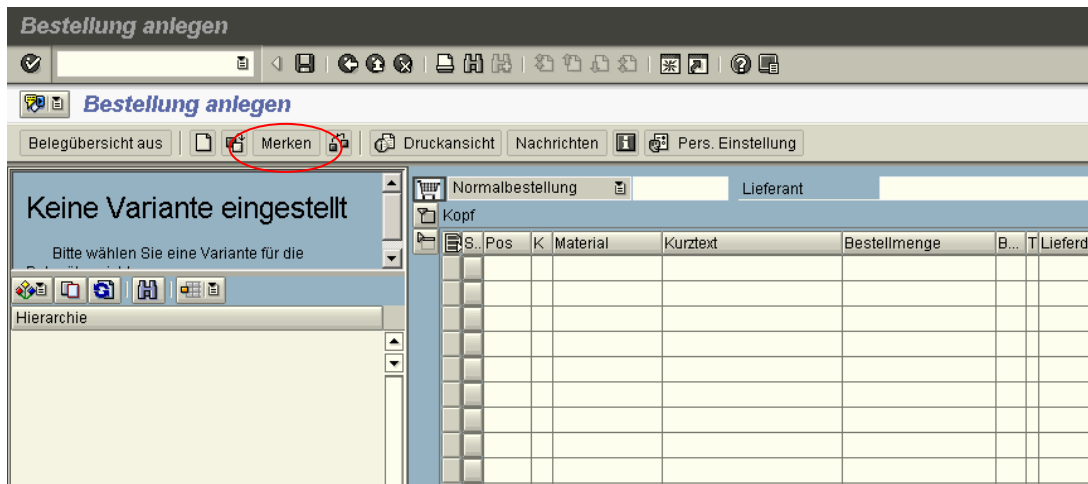 Bestellung anlegen
Bestellung anlegen
Belegübersicht aus Merken Druckansicht Nachrichten Pers. Einstellung
Keine Variante eingestellt
Bitte wählen Sie eine Variante für die
Normalbestellung Lieferant
Kopf
S.. Pos K Material Kurztext Bestellmenge B... T Lieferd
Hierarchie